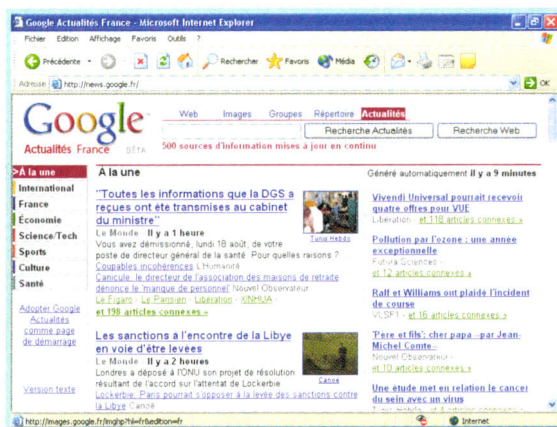 Google Actualités France - Microsoft Internet Explorer
Fichier Edition Affichage Favoris Outils ?
Précédente Rechercher Favoris Média
Adresse http://news.google.fr/ OK
Google
Actualités France BÊTA
Web Images Groupes Répertoire Actualités
Recherche Actualités Recherche Web
500 sources d'information mises à jour en continu
>À la une
International
France
Économie
Science/Tech
Sports
Culture
Santé
Adopter Google
Actualités
comme page
de démarrage
Version texte
À la une
Généré automatiquement il y a 9 minutes
"Toutes les informations que la DGS a
reçues ont été transmises au cabinet
du ministre"
Le Monde Il y a 1 heure
Vous avez démissionné, lundi 18 août, de votre
poste de directeur général de la santé. Pour quelles raisons ?
Coupables incohérences L'Humanité
Canicule, le directeur de l'association des maisons de retraite
dénonce le 'manque de personnel' Nouvel Observateur
Le Figaro - Le Parisien - Libération - XINHUA -
et 198 articles connexes »
Tunis Hebdo
Les sanctions à l'encontre de la Libye
en voie d'être levées
Le Monde Il y a 2 heures
Londres a déposé à l'ONU son projet de résolution
résultant de l'accord sur l'attentat de Lockerbie
Lockerbie: Paris pourrait s'opposer à la levée des sanctions contre
la Libye Canoë
Canoë
Vivendi Universal pourrait recevoir
quatre offres pour VUE
Libération - et 118 articles connexes »
Pollution par l'ozone : une année
exceptionnelle
Futura Sciences -
et 12 articles connexes »
Ralf et Williams ont plaidé l'incident
de course
VLSF1 - et 16 articles connexes »
'Père et fils': cher papa --par Jean-
Michel Comte--
Nouvel Observateur -
et 10 articles connexes »
Une étude met en relation le cancer
du sein avec un virus
http://images.google.fr/imghp?hl=fr&edition=fr
Internet